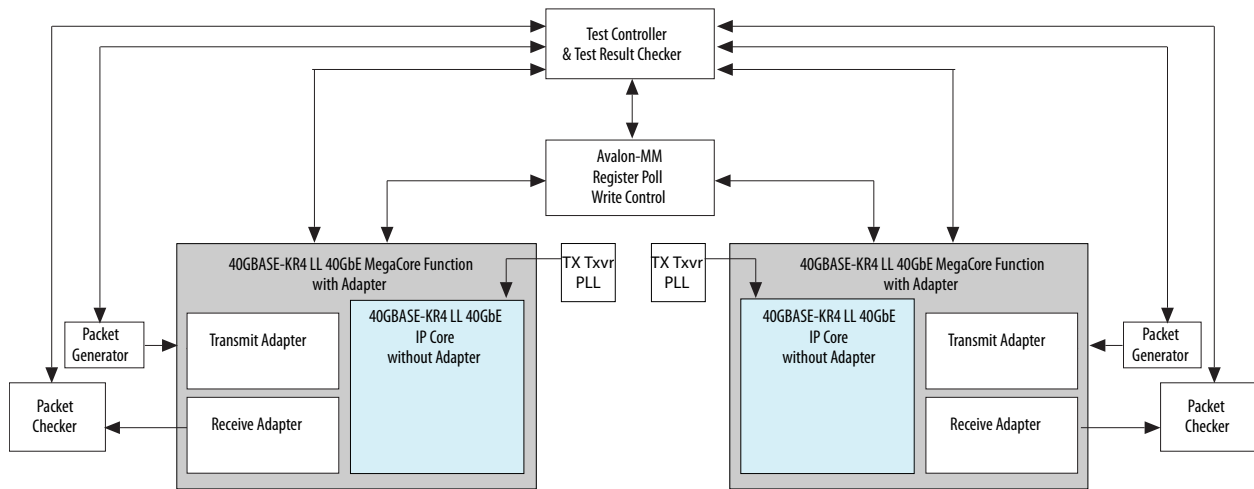 Test Controller
& Test Result Checker
Avalon-MM
Register Poll
Write Control
40GBASE-KR4 LL 40GbE MegaCore Function
with Adapter
TX Txvr
PLL
TX Txvr
PLL
40GBASE-KR4 LL 40GbE MegaCore Function
with Adapter
Packet
Generator
Transmit Adapter
40GBASE-KR4 LL 40GbE
IP Core
without Adapter
40GBASE-KR4 LL 40GbE
IP Core
without Adapter
Transmit Adapter
Packet
Generator
Packet
Checker
Receive Adapter
Receive Adapter
Packet
Checker